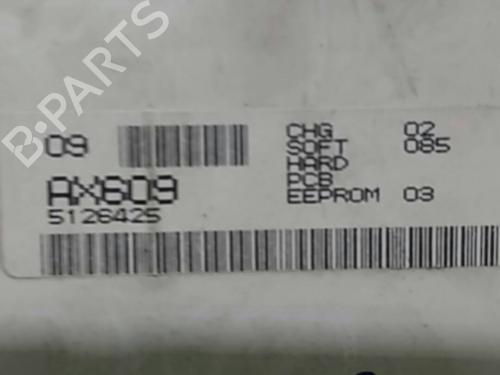 B-PARTS
09
CHG 02
SOFT 085
HARD
PCB
EEPROM 03
AX609
5126425